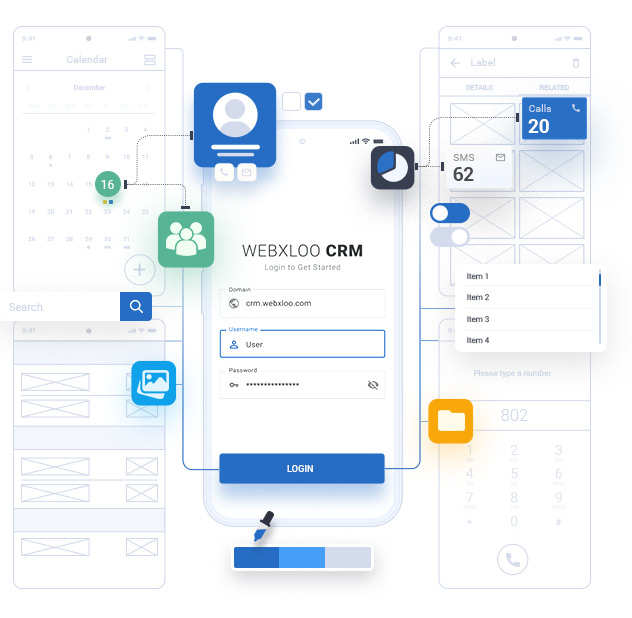 9:41
Calendar
December
1 2 3 4
5 6 7 8 9 10 11
12 13 14 15 16 17 18
19 20 21 22 23 24 25
26 27 28 29 30 31
Search
9:41
WEBXLOO CRM
Login to Get Started
Domain
crm.webxloo.com
Username
User
Password
LOGIN
9:41
Label
DETAILS
RELATED
Calls
20
SMS
62
Item 1
Item 2
Item 3
Item 4
Please type a number
802
1 2 3
4 5 6
7 8 9
* 0 #